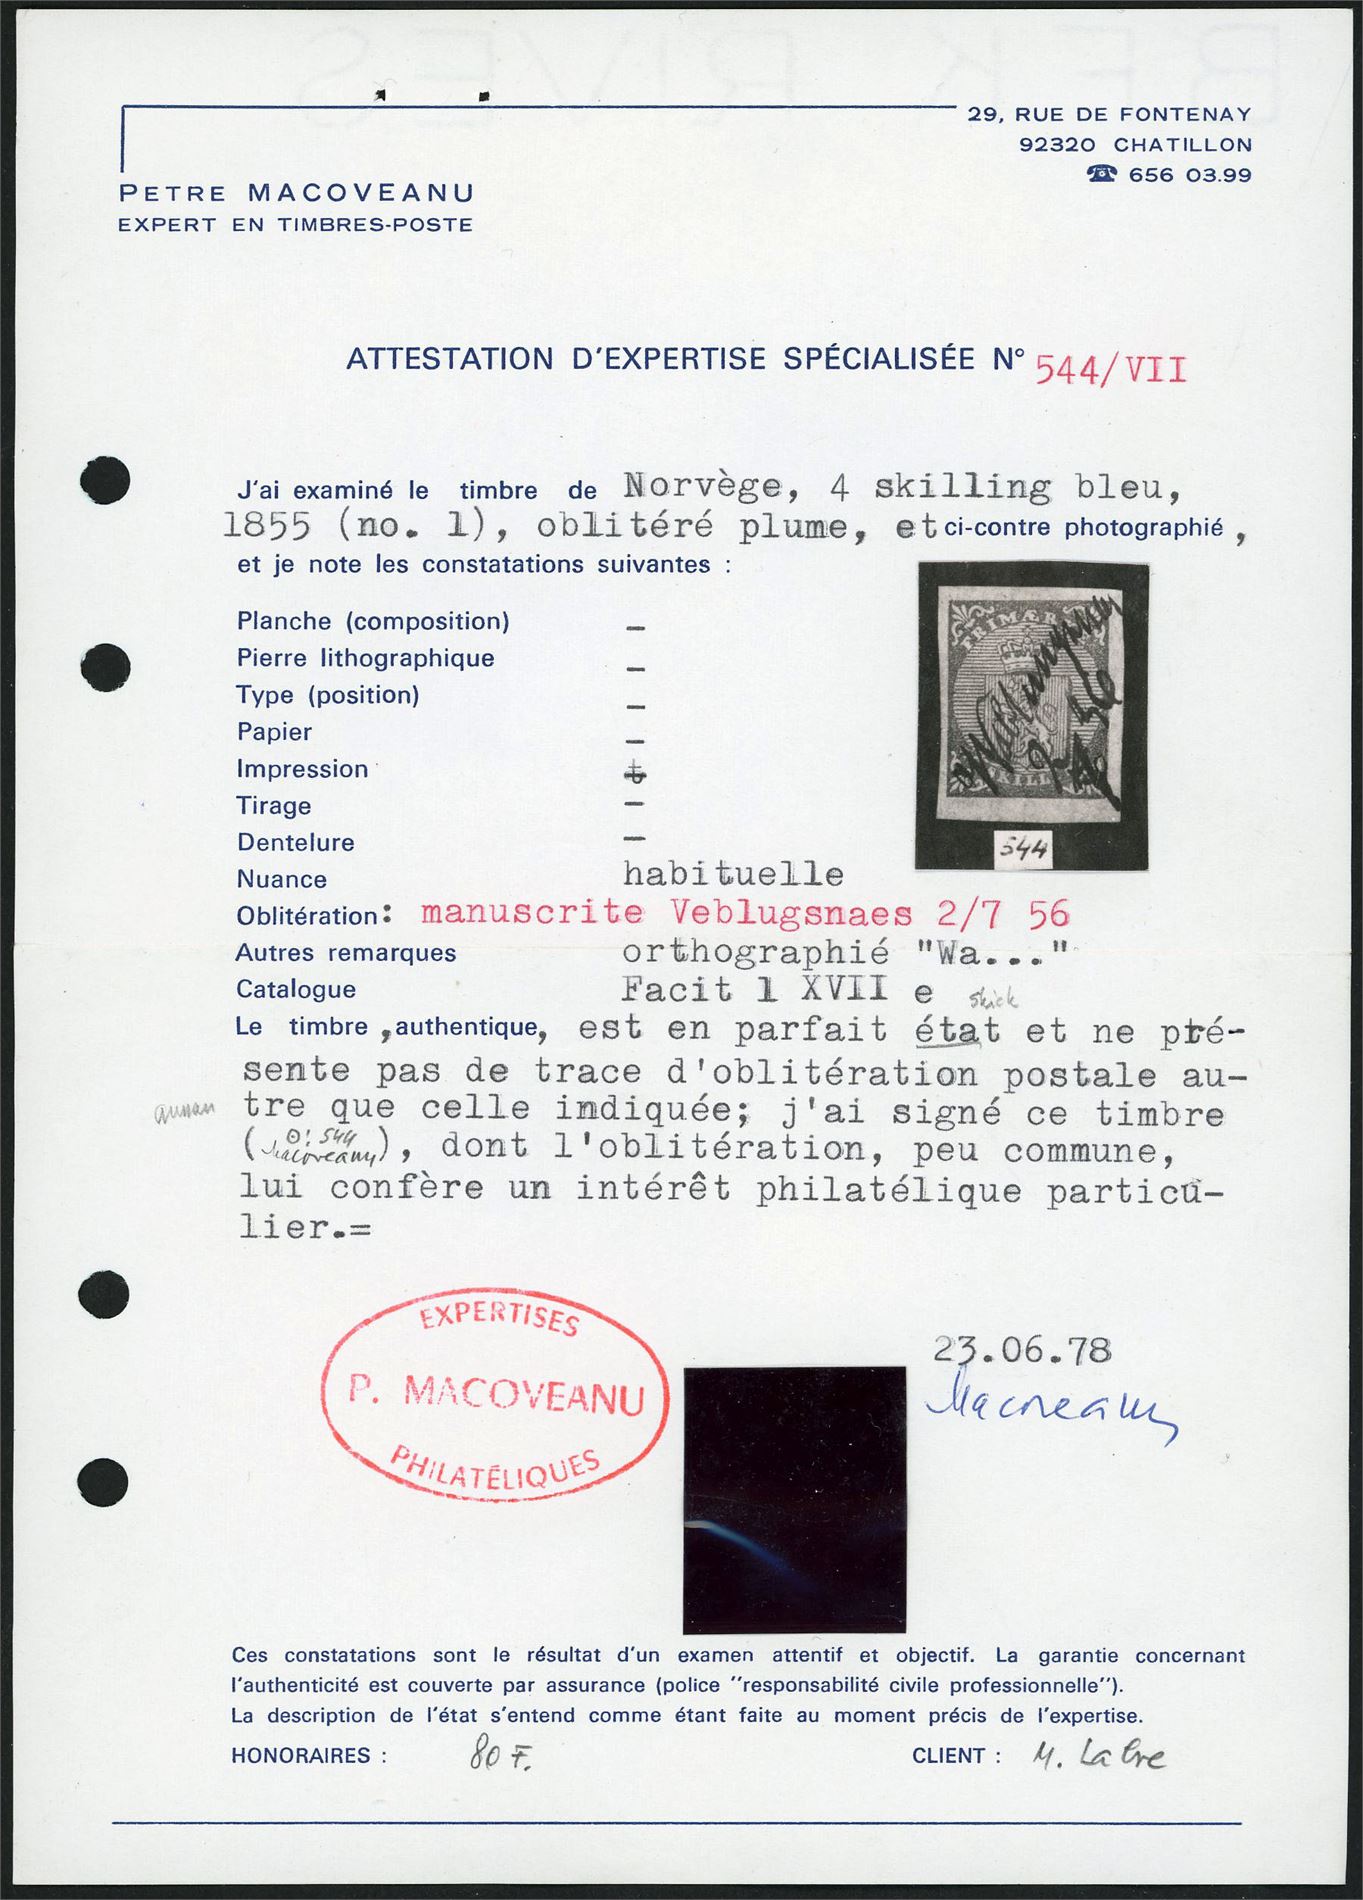 29, RUE DE FONTENAY
92320 CHATILLON
☎ 656 03.99
PETRE MACOVEANU
EXPERT EN TIMBRES-POSTE
ATTESTATION D'EXPERTISE SPÉCIALISÉE N° 544/VII
J'ai examiné le timbre de Norvège, 4 skilling bleu,
1855 (no. 1), oblitéré plume, et ci-contre photographié,
et je note les constatations suivantes :
Planche (composition) –
Pierre lithographique –
Type (position) –
Papier –
Impression
Tirage –
Dentelure –
Nuance habituelle
544
Oblitération: manuscrite Veblugsnaes 2/7 56
Autres remarques orthographié "Wa..."
Catalogue Facit 1 XVII e
Le timbre, authentique, est en parfait état et ne pré-
sente pas de trace d'oblitération postale au-
annan tre que celle indiquée; j'ai signé ce timbre
544
(Macoveanu), dont l'oblitération, peu commune,
lui confère un intérêt philatélique particu-
lier.=
EXPERTISES
P. MACOVEANU
PHILATÉLIQUES
23.06.78
Macoveanu
Ces constatations sont le résultat d'un examen attentif et objectif. La garantie concernant
l'authenticité est couverte par assurance (police "responsabilité civile professionnelle").
La description de l'état s'entend comme étant faite au moment précis de l'expertise.
HONORAIRES : 80 F. CLIENT : M. Labre